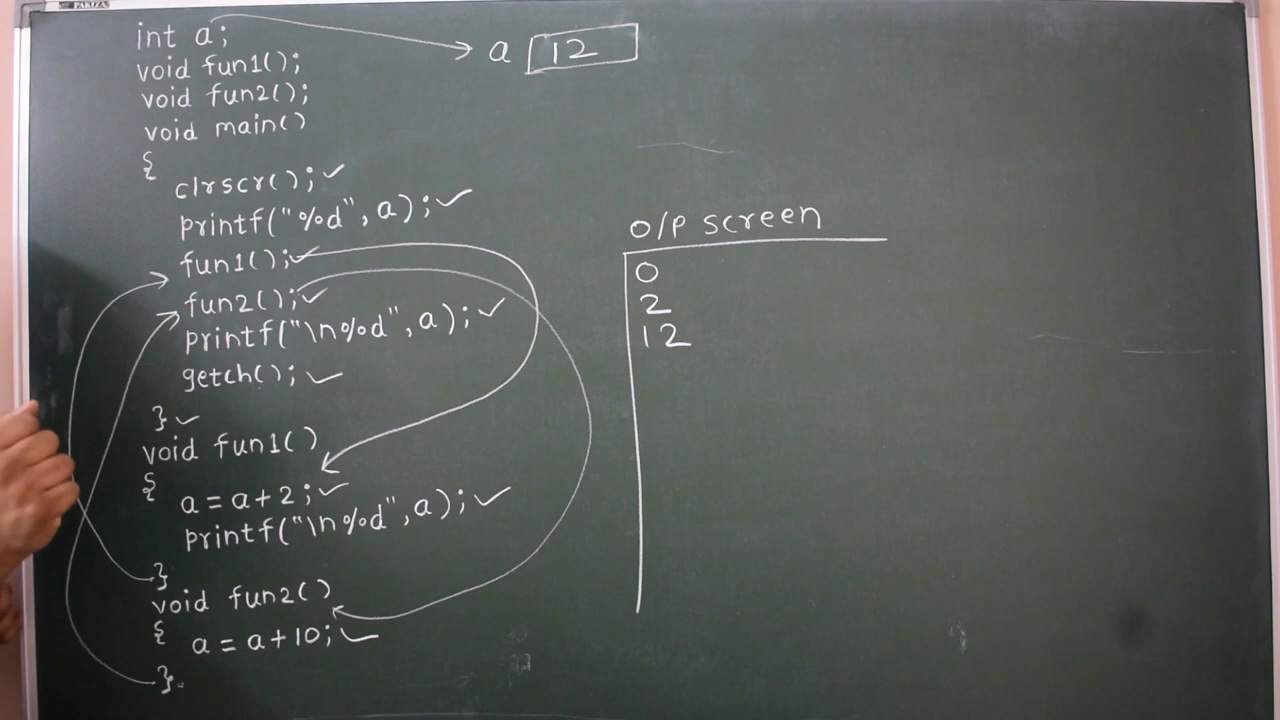 PAKIZA
int a;
a 12
void fun1();
void fun2();
void main()
{
clrscr();
printf("%d", a);
fun1();
fun2();
printf("\n%d", a);
getch();
}
void fun1()
{
a = a + 2;
printf("\n%d", a);
}
void fun2()
{ a = a + 10;
}
O/P screen
0
2
12